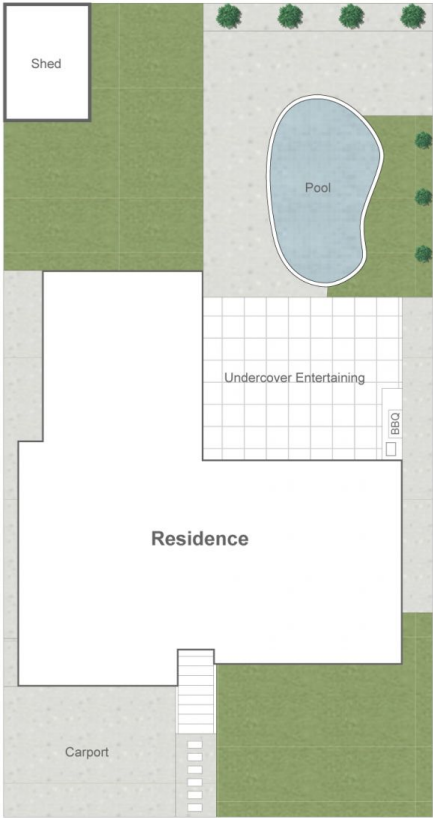 Shed
Pool
Undercover Entertaining
BBQ
Residence
Carport